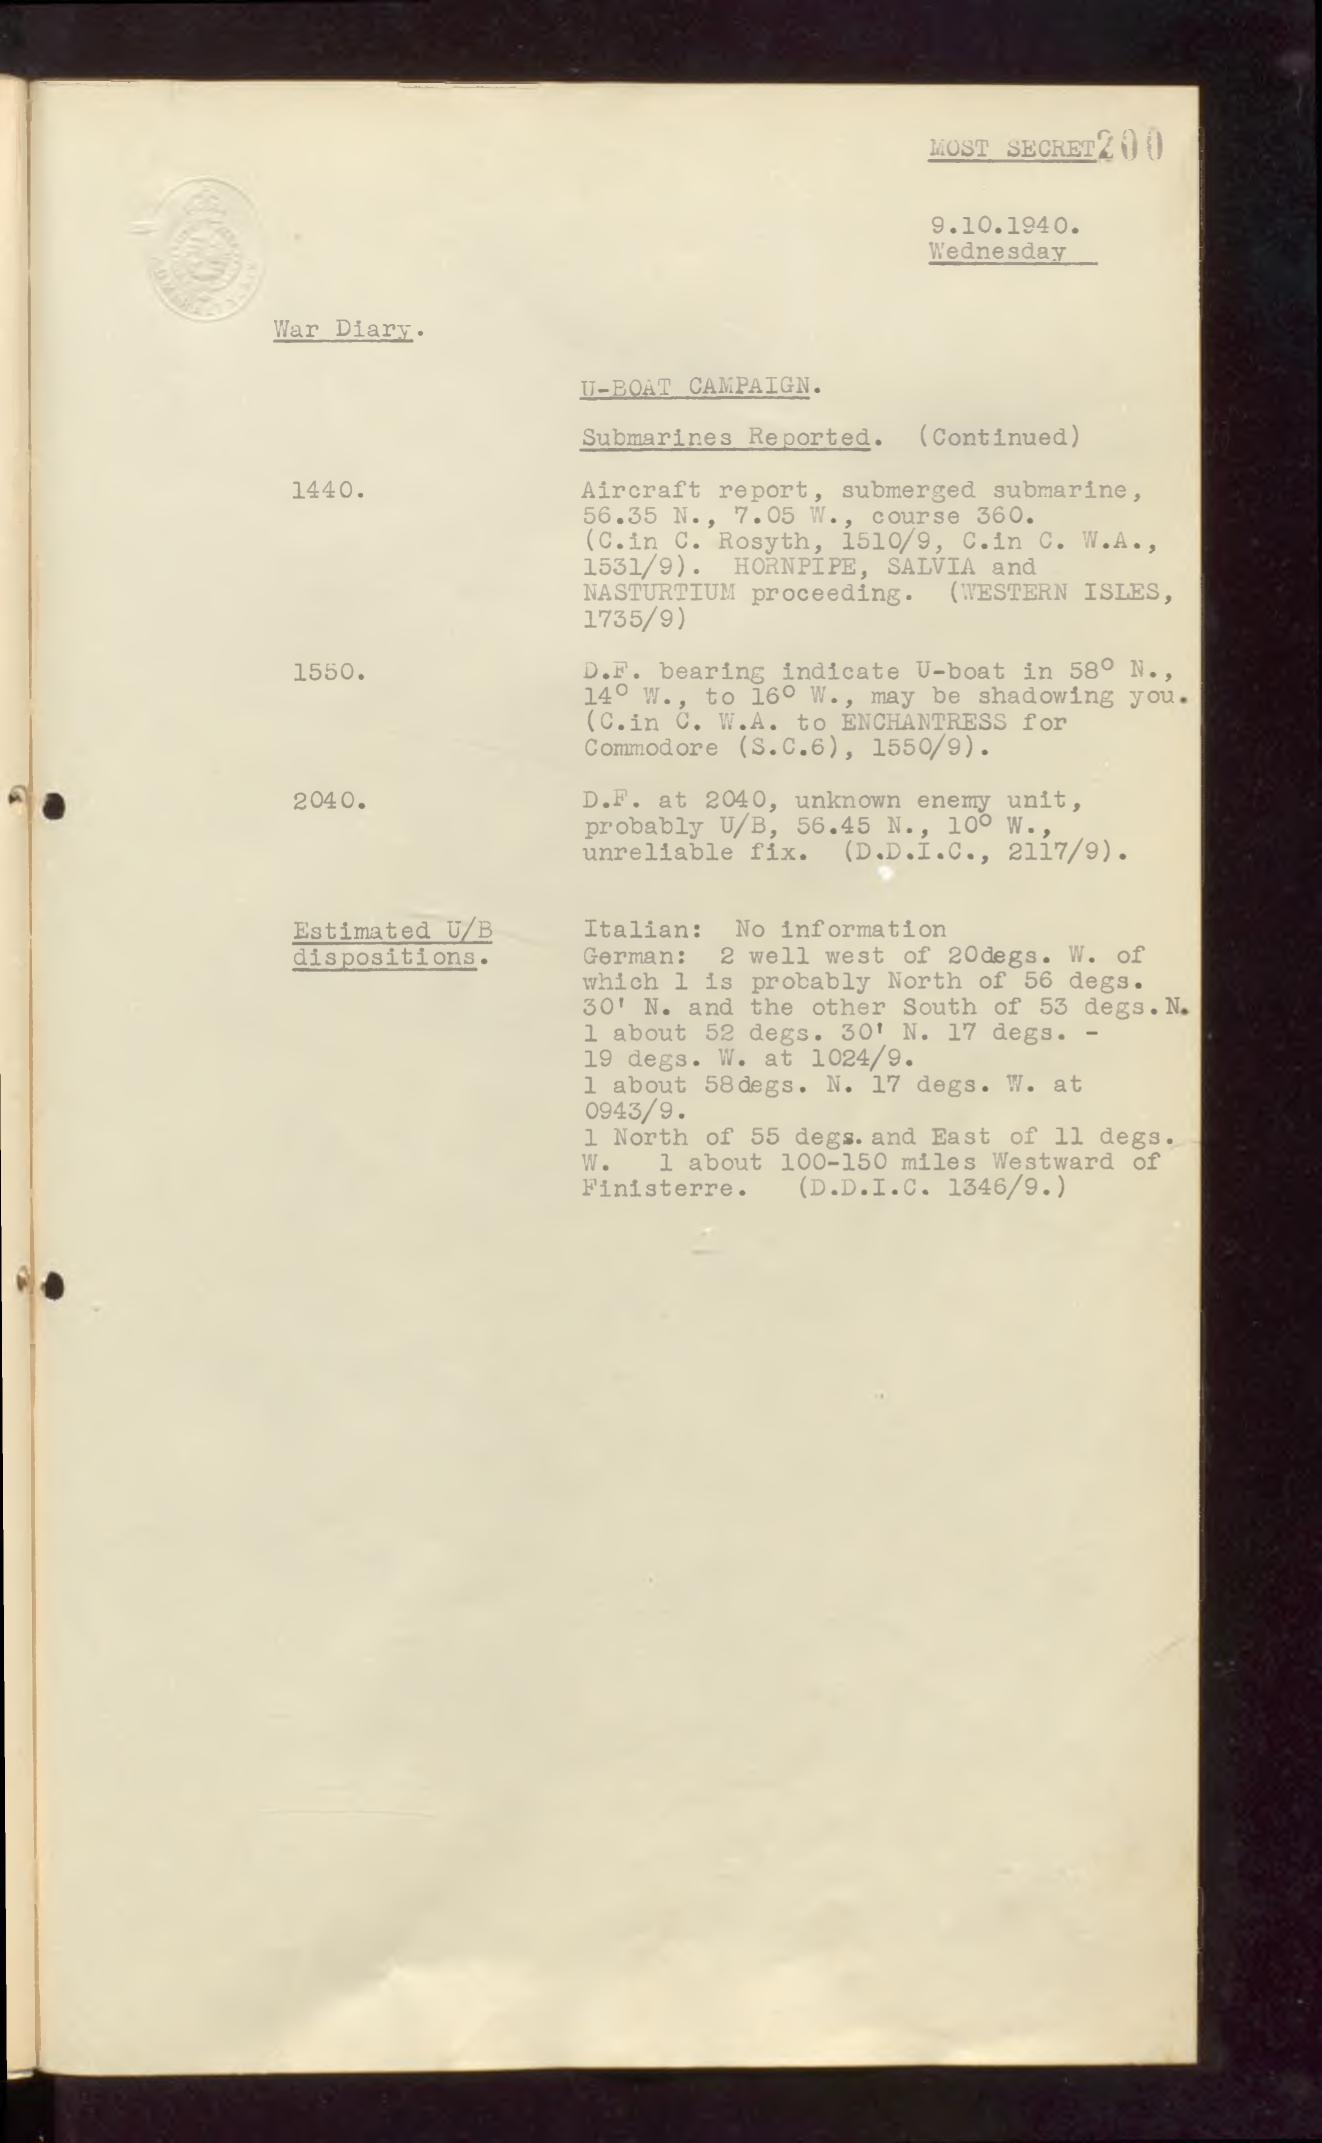 MOST SECRET 200
9.10.1940.
Wednesday
War Diary.
U-BOAT CAMPAIGN.
Submarines Reported. (Continued)
1440. Aircraft report, submerged submarine,
56.35 N., 7.05 W., course 360.
(C.in C. Rosyth, 1510/9, C.in C. W.A.,
1531/9). HORNPIPE, SALVIA and
NASTURTIUM proceeding. (WESTERN ISLES,
1735/9)
1550. D.F. bearing indicate U-boat in 58° N.,
14° W., to 16° W., may be shadowing you.
(C.in C. W.A. to ENCHANTRESS for
Commodore (S.C.6), 1550/9).
2040. D.F. at 2040, unknown enemy unit,
probably U/B, 56.45 N., 10° W.,
unreliable fix. (D.D.I.C., 2117/9).
Estimated U/B
dispositions.
Italian: No information
German: 2 well west of 20degs. W. of
which 1 is probably North of 56 degs.
30' N. and the other South of 53 degs.N.
1 about 52 degs. 30' N. 17 degs. -
19 degs. W. at 1024/9.
1 about 58degs. N. 17 degs. W. at
0943/9.
1 North of 55 degs. and East of 11 degs.
W. 1 about 100-150 miles Westward of
Finisterre. (D.D.I.C. 1346/9.)